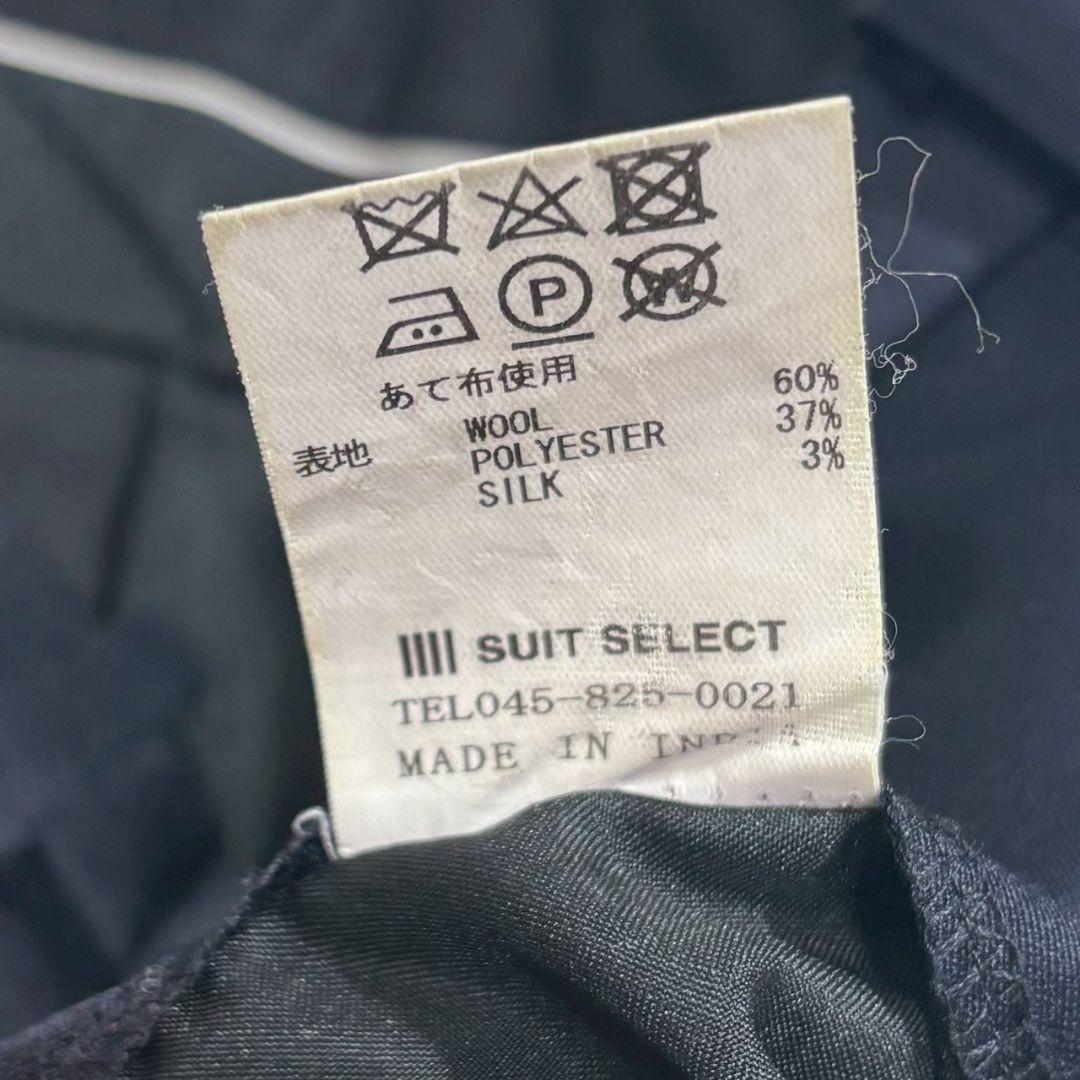 P
W
あて布使用
表地 WOOL 60%
POLYESTER 37%
SILK 3%
SUIT SELECT
TEL045-825-0021
MADE IN